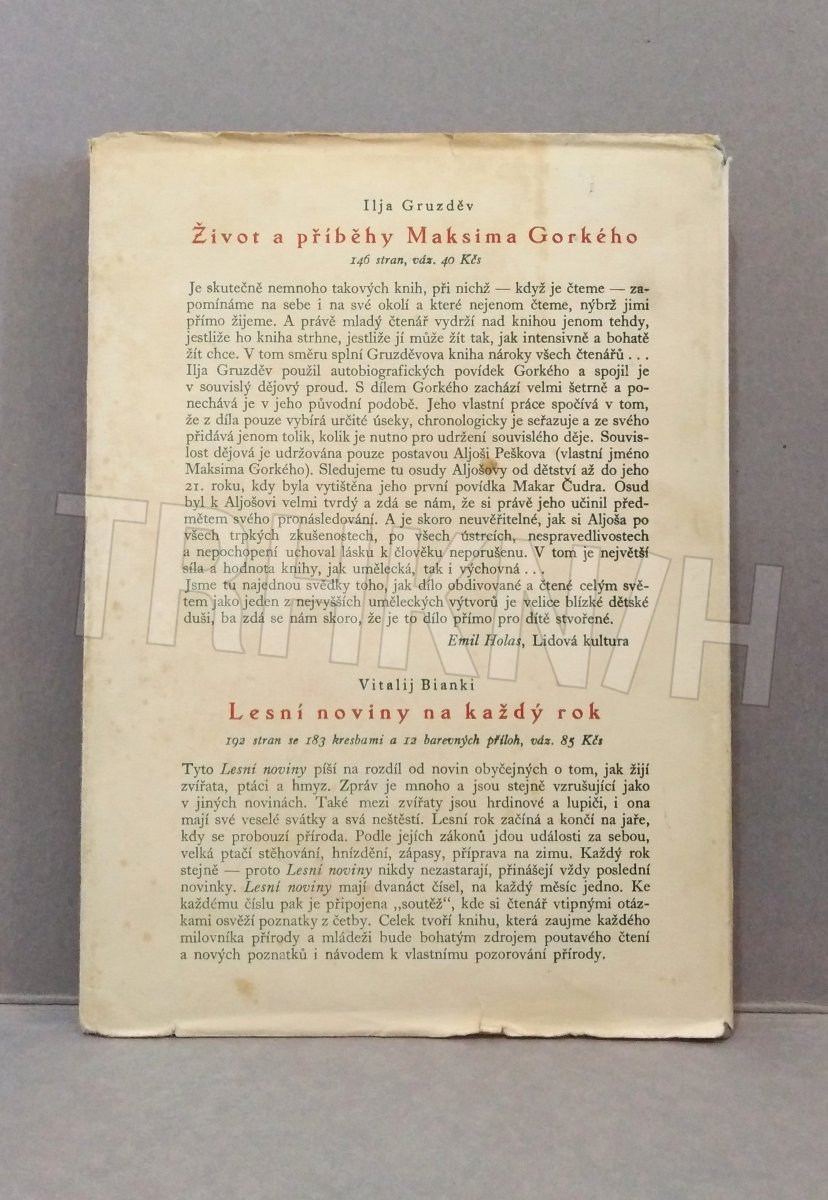 Ilja Gruzděv
Život a příběhy Maksima Gorkého
146 stran, váz. 40 Kčs
Je skutečně nemnoho takových knih, při nichž — když je čteme — za-
pomínáme na sebe i na své okolí a které nejenom čteme, nýbrž jimi
přímo žijeme. A právě mladý čtenář vydrží nad knihou jenom tehdy,
jestliže ho kniha strhne, jestliže jí může žít tak, jak intensivně a bohatě
žít chce. V tom směru splní Gruzděvova kniha nároky všech čtenářů . . .
Ilja Gruzděv použil autobiografických povídek Gorkého a spojil je
v souvislý dějový proud. S dílem Gorkého zachází velmi šetrně a po-
nechává je v jeho původní podobě. Jeho vlastní práce spočívá v tom,
že z díla pouze vybírá určité úseky, chronologicky je seřazuje a ze svého
přidává jenom tolik, kolik je nutno pro udržení souvislého děje. Souvis-
lost dějová je udržována pouze postavou Aljoši Peškova (vlastní jméno
Maksima Gorkého). Sledujeme tu osudy Aljošovy od dětství až do jeho
21. roku, kdy byla vytištěna jeho první povídka Makar Čudra. Osud
byl k Aljošovi velmi tvrdý a zdá se nám, že si právě jeho učinil před-
mětem svého pronásledování. A je skoro neuvěřitelné, jak si Aljoša po
všech trpkých zkušenostech, po všech ústrcích, nespravedlivostech
a nepochopení uchoval lásku k člověku neporušenu. V tom je největší
síla a hodnota knihy, jak umělecká, tak i výchovná . . .
Jsme tu najednou svědky toho, jak dílo obdivované a čtené celým svě-
tem jako jeden z nejvyšších uměleckých výtvorů je velice blízké dětské
duši, ba zdá se nám skoro, že je to dílo přímo pro dítě stvořené.
Emil Holas, Lidová kultura
Vitalij Bianki
Lesní noviny na každý rok
192 stran se 183 kresbami a 12 barevných příloh, váz. 85 Kčs
Tyto Lesní noviny píší na rozdíl od novin obyčejných o tom, jak žijí
zvířata, ptáci a hmyz. Zpráv je mnoho a jsou stejně vzrušující jako
v jiných novinách. Také mezi zvířaty jsou hrdinové a lupiči, i ona
mají své veselé svátky a svá neštěstí. Lesní rok začíná a končí na jaře,
kdy se probouzí příroda. Podle jejích zákonů jdou události za sebou,
velká ptačí stěhování, hnízdění, zápasy, příprava na zimu. Každý rok
stejně — proto Lesní noviny nikdy nezastarají, přinášejí vždy poslední
novinky. Lesní noviny mají dvanáct čísel, na každý měsíc jedno. Ke
každému číslu pak je připojena „soutěž“, kde si čtenář vtipnými otáz-
kami osvěží poznatky z četby. Celek tvoří knihu, která zaujme každého
milovníka přírody a mládeži bude bohatým zdrojem poutavého čtení
a nových poznatků i návodem k vlastnímu pozorování přírody.